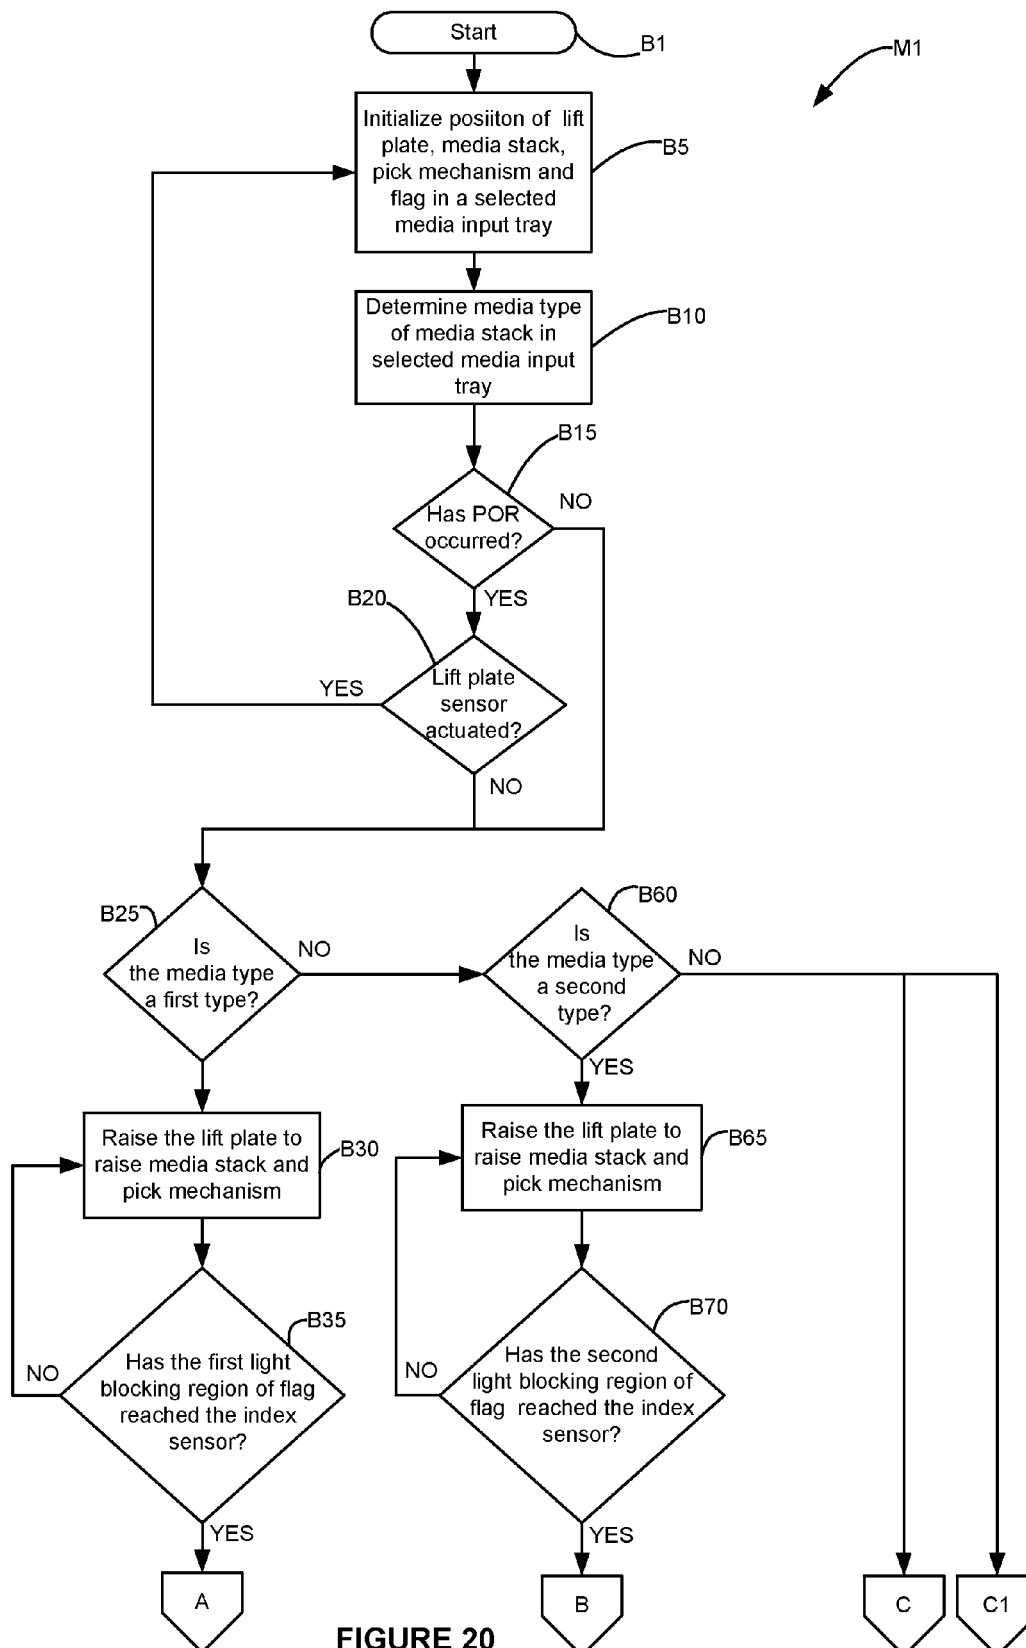 Start
B1
M1
Initialize posiiton of lift
plate, media stack,
pick mechanism and
flag in a selected
media input tray
B5
Determine media type
of media stack in
selected media input
tray
B10
B15
Has POR
occurred?
NO
YES
B20
Lift plate
sensor
actuated?
YES
NO
B25
Is
the media type
a first type?
NO
B60
Is
the media type
a second
type?
NO
YES
Raise the lift plate to
raise media stack and
pick mechanism
B30
Raise the lift plate to
raise media stack and
pick mechanism
B65
B35
Has the first light
blocking region of flag
reached the index
sensor?
NO
YES
B70
Has the second
light blocking region of
flag reached the index
sensor?
NO
YES
A
B
C
C1
FIGURE 20